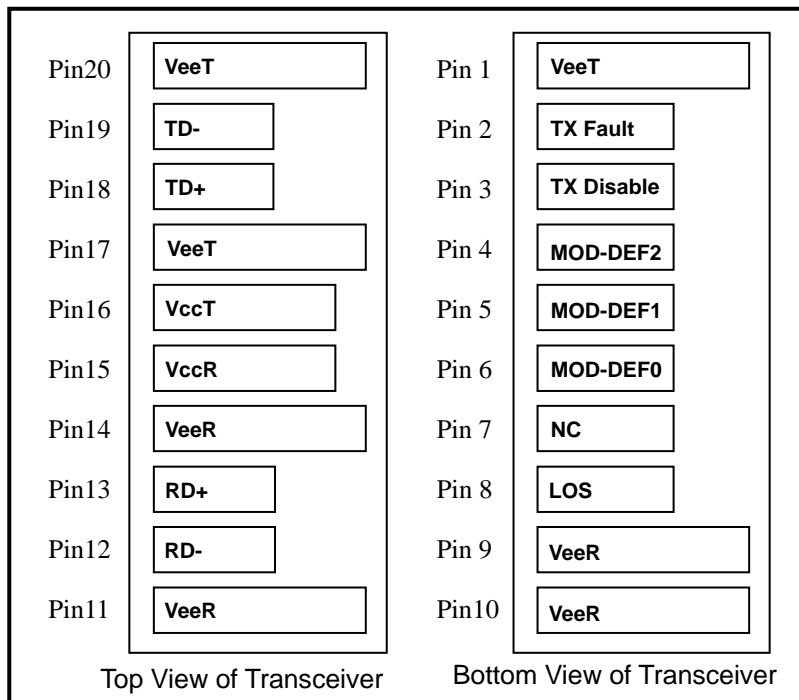 Pin20 VeeT Pin 1 VeeT
Pin19 TD- Pin 2 TX Fault
Pin18 TD+ Pin 3 TX Disable
Pin17 VeeT Pin 4 MOD-DEF2
Pin16 VccT Pin 5 MOD-DEF1
Pin15 VccR Pin 6 MOD-DEF0
Pin14 VeeR Pin 7 NC
Pin13 RD+ Pin 8 LOS
Pin12 RD- Pin 9 VeeR
Pin11 VeeR Pin10 VeeR
Top View of Transceiver Bottom View of Transceiver